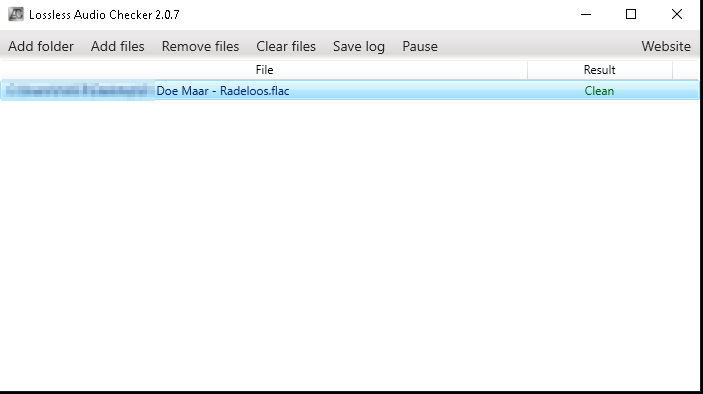 Lossless Audio Checker 2.0.7
Add folder Add files Remove files Clear files Save log Pause Website
File Result
Doe Maar - Radeloos.flac Clean